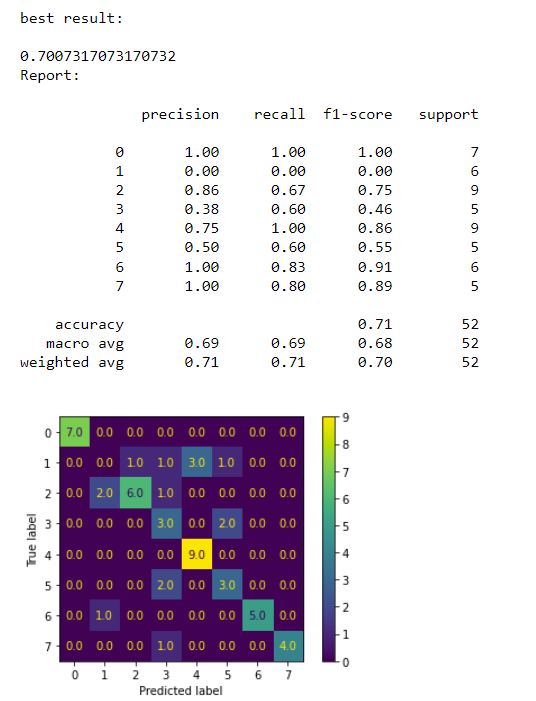 best result:
0.7007317073170732
Report:
precision recall f1-score support
0 1.00 1.00 1.00 7
1 0.00 0.00 0.00 6
2 0.86 0.67 0.75 9
3 0.38 0.60 0.46 5
4 0.75 1.00 0.86 9
5 0.50 0.60 0.55 5
6 1.00 0.83 0.91 6
7 1.00 0.80 0.89 5
accuracy 0.71 52
macro avg 0.69 0.69 0.68 52
weighted avg 0.71 0.71 0.70 52
0 7.0 0.0 0.0 0.0 0.0 0.0 0.0 0.0
1 0.0 0.0 1.0 1.0 3.0 1.0 0.0 0.0
2 0.0 2.0 6.0 1.0 0.0 0.0 0.0 0.0
3 0.0 0.0 0.0 3.0 0.0 2.0 0.0 0.0
4 0.0 0.0 0.0 0.0 9.0 0.0 0.0 0.0
5 0.0 0.0 0.0 2.0 0.0 3.0 0.0 0.0
6 0.0 1.0 0.0 0.0 0.0 0.0 5.0 0.0
7 0.0 0.0 0.0 1.0 0.0 0.0 0.0 4.0
0 1 2 3 4 5 6 7
Predicted label
True label
9
8
7
6
5
4
3
2
1
0